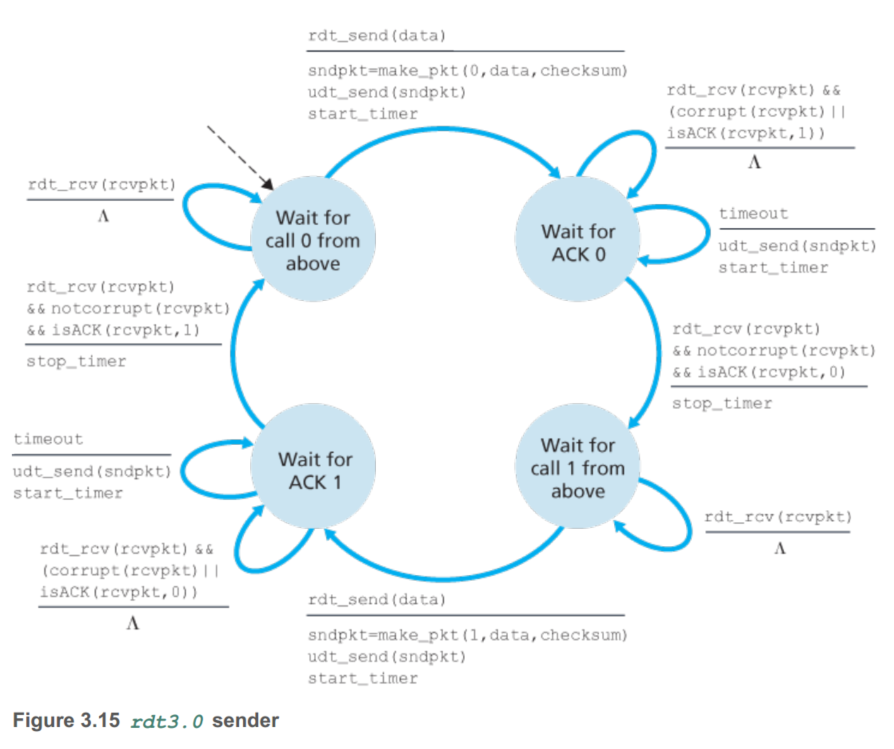 rdt_send(data)
sndpkt=make_pkt(0,data,checksum)
udt_send(sndpkt)
start_timer
rdt_rcv(rcvpkt) &&
(corrupt(rcvpkt)||
isACK(rcvpkt,1))
Λ
rdt_rcv(rcvpkt)
Λ
Wait for
call 0 from
above
Wait for
ACK 0
timeout
udt_send(sndpkt)
start_timer
rdt_rcv(rcvpkt)
&& notcorrupt(rcvpkt)
&& isACK(rcvpkt,1)
stop_timer
rdt_rcv(rcvpkt)
&& notcorrupt(rcvpkt)
&& isACK(rcvpkt,0)
stop_timer
timeout
udt_send(sndpkt)
start_timer
Wait for
ACK 1
Wait for
call 1 from
above
rdt_rcv(rcvpkt)
Λ
rdt_rcv(rcvpkt) &&
(corrupt(rcvpkt)||
isACK(rcvpkt,0))
Λ
rdt_send(data)
sndpkt=make_pkt(1,data,checksum)
udt_send(sndpkt)
start_timer
Figure 3.15 rdt3.0 sender